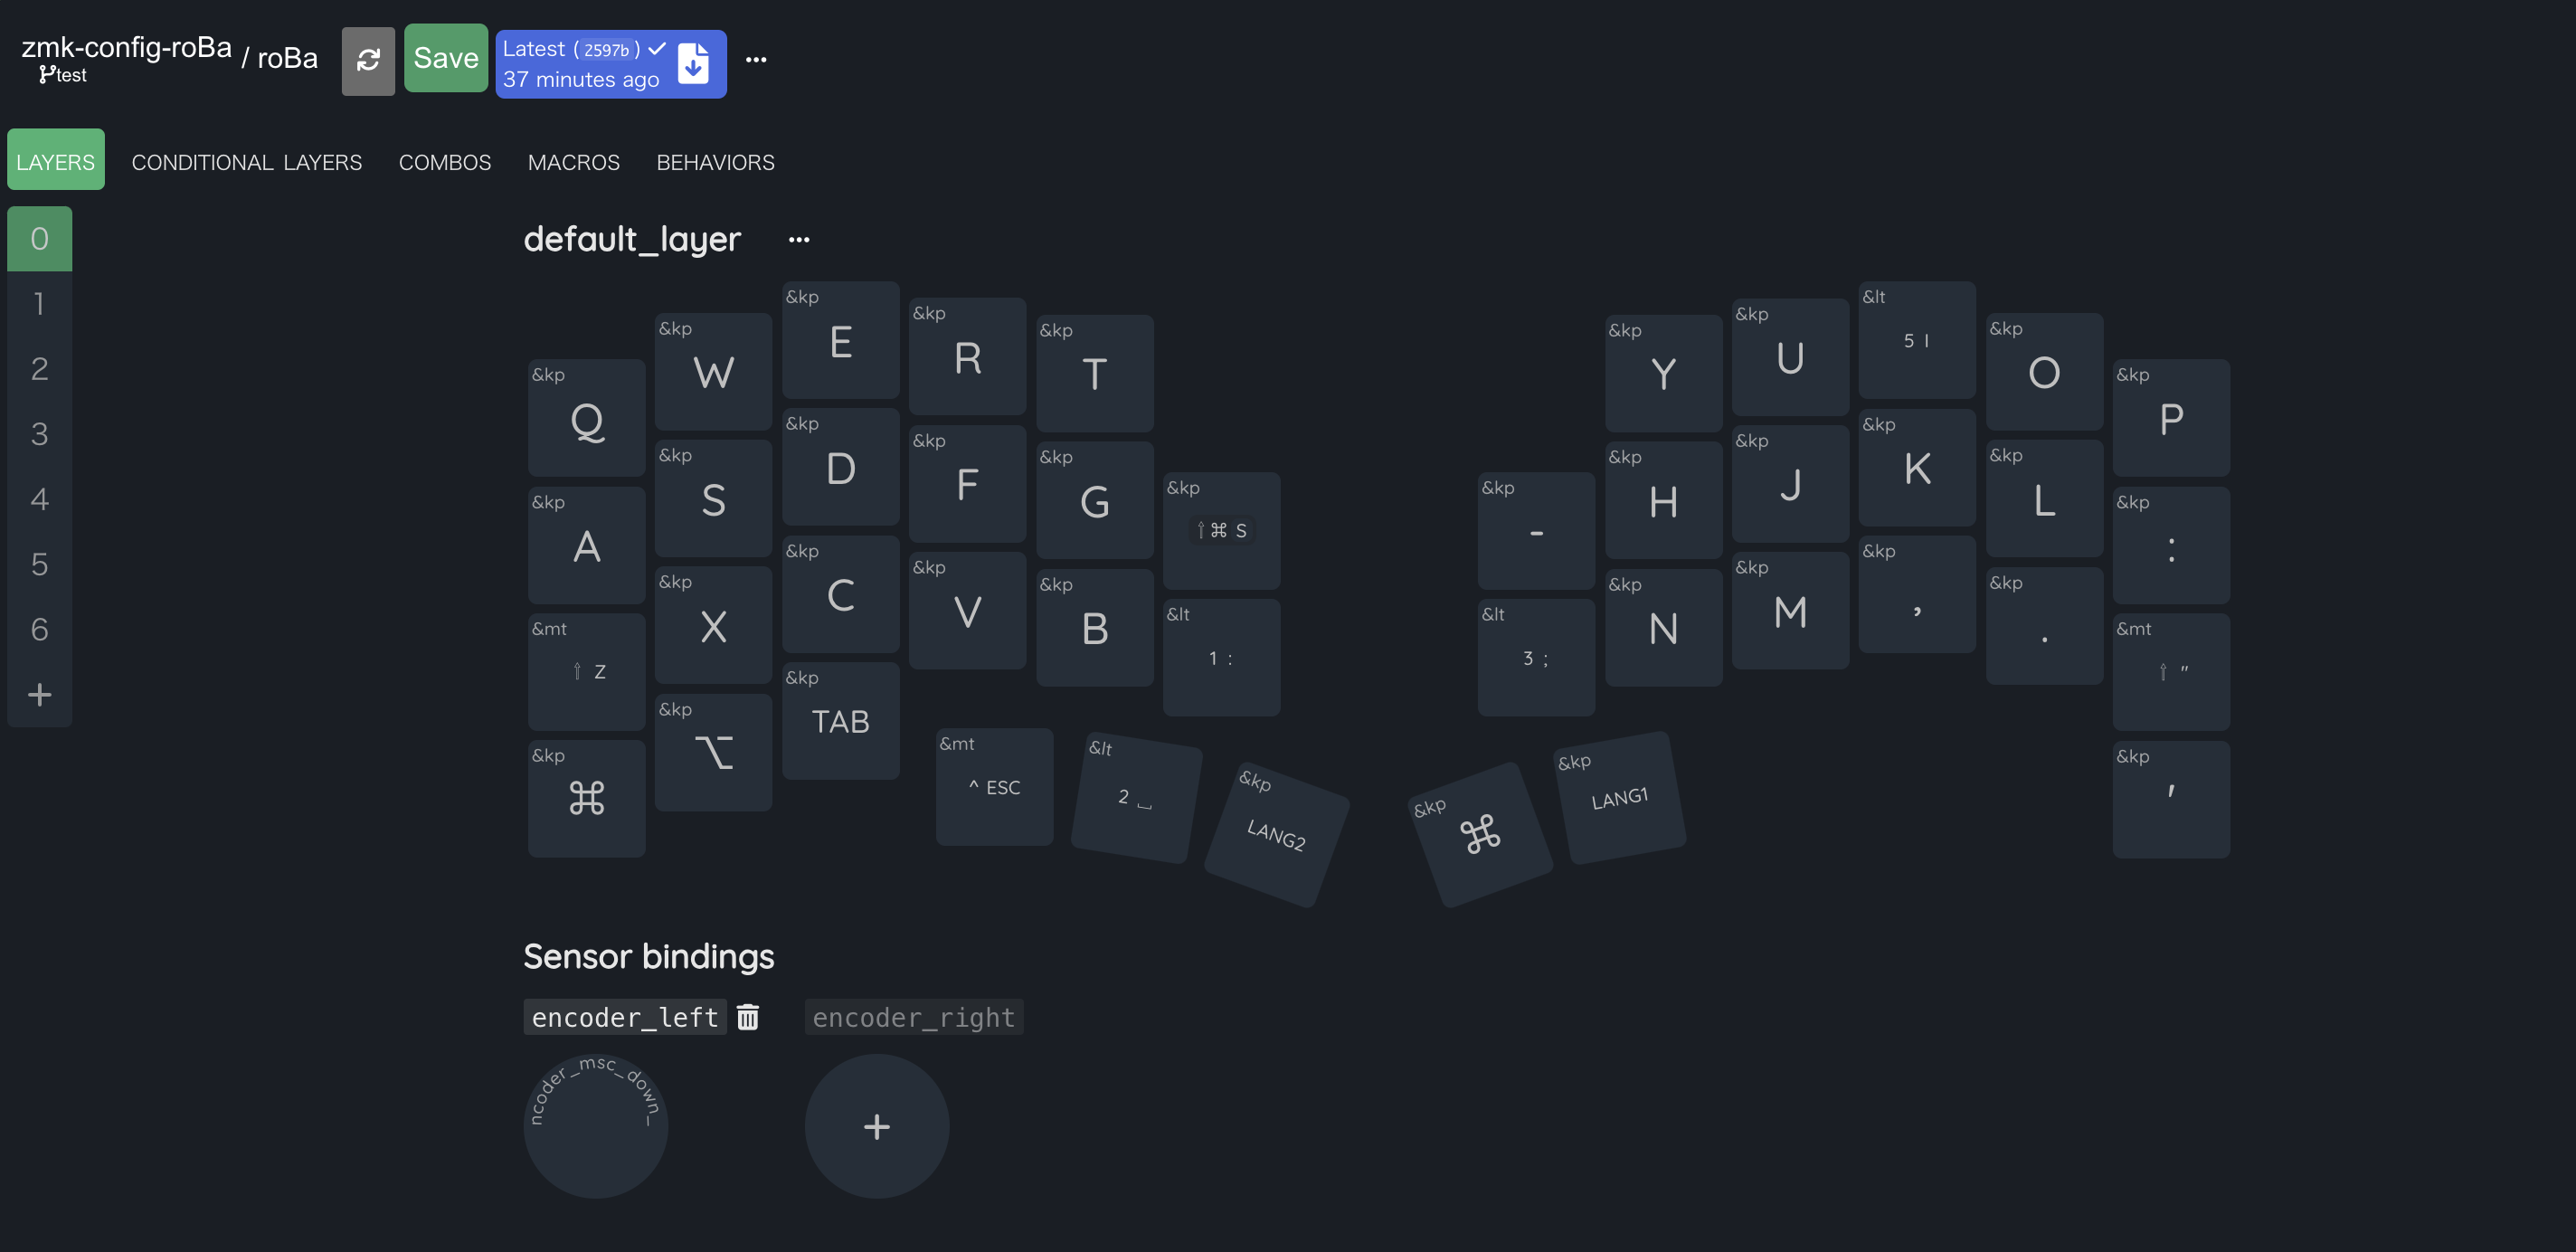 zmk-config-roBa / roBa
test
Save
Latest (2597b)
37 minutes ago
LAYERS CONDITIONAL LAYERS COMBOS MACROS BEHAVIORS
0
1
2
3
4
5
6
+
default_layer
&kp Q
&kp W
&kp E
&kp R
&kp T
&kp Y
&kp U
&lt 5 I
&kp O
&kp P
&kp A
&kp S
&kp D
&kp F
&kp G
&kp ⇧⌘ S
&kp -
&kp H
&kp J
&kp K
&kp L
&kp :
&mt ⇧ Z
&kp X
&kp C
&kp V
&kp B
&lt 1 :
&lt 3 ;
&kp N
&kp M
&kp ,
&kp .
&mt ⇧ "
&kp ⌘
&kp ⌥
&kp TAB
&mt ^ ESC
&lt 2 ⎵
&kp LANG2
&kp ⌘
&kp LANG1
&kp '
Sensor bindings
encoder_left encoder_right
ncoder_msc_down_
+